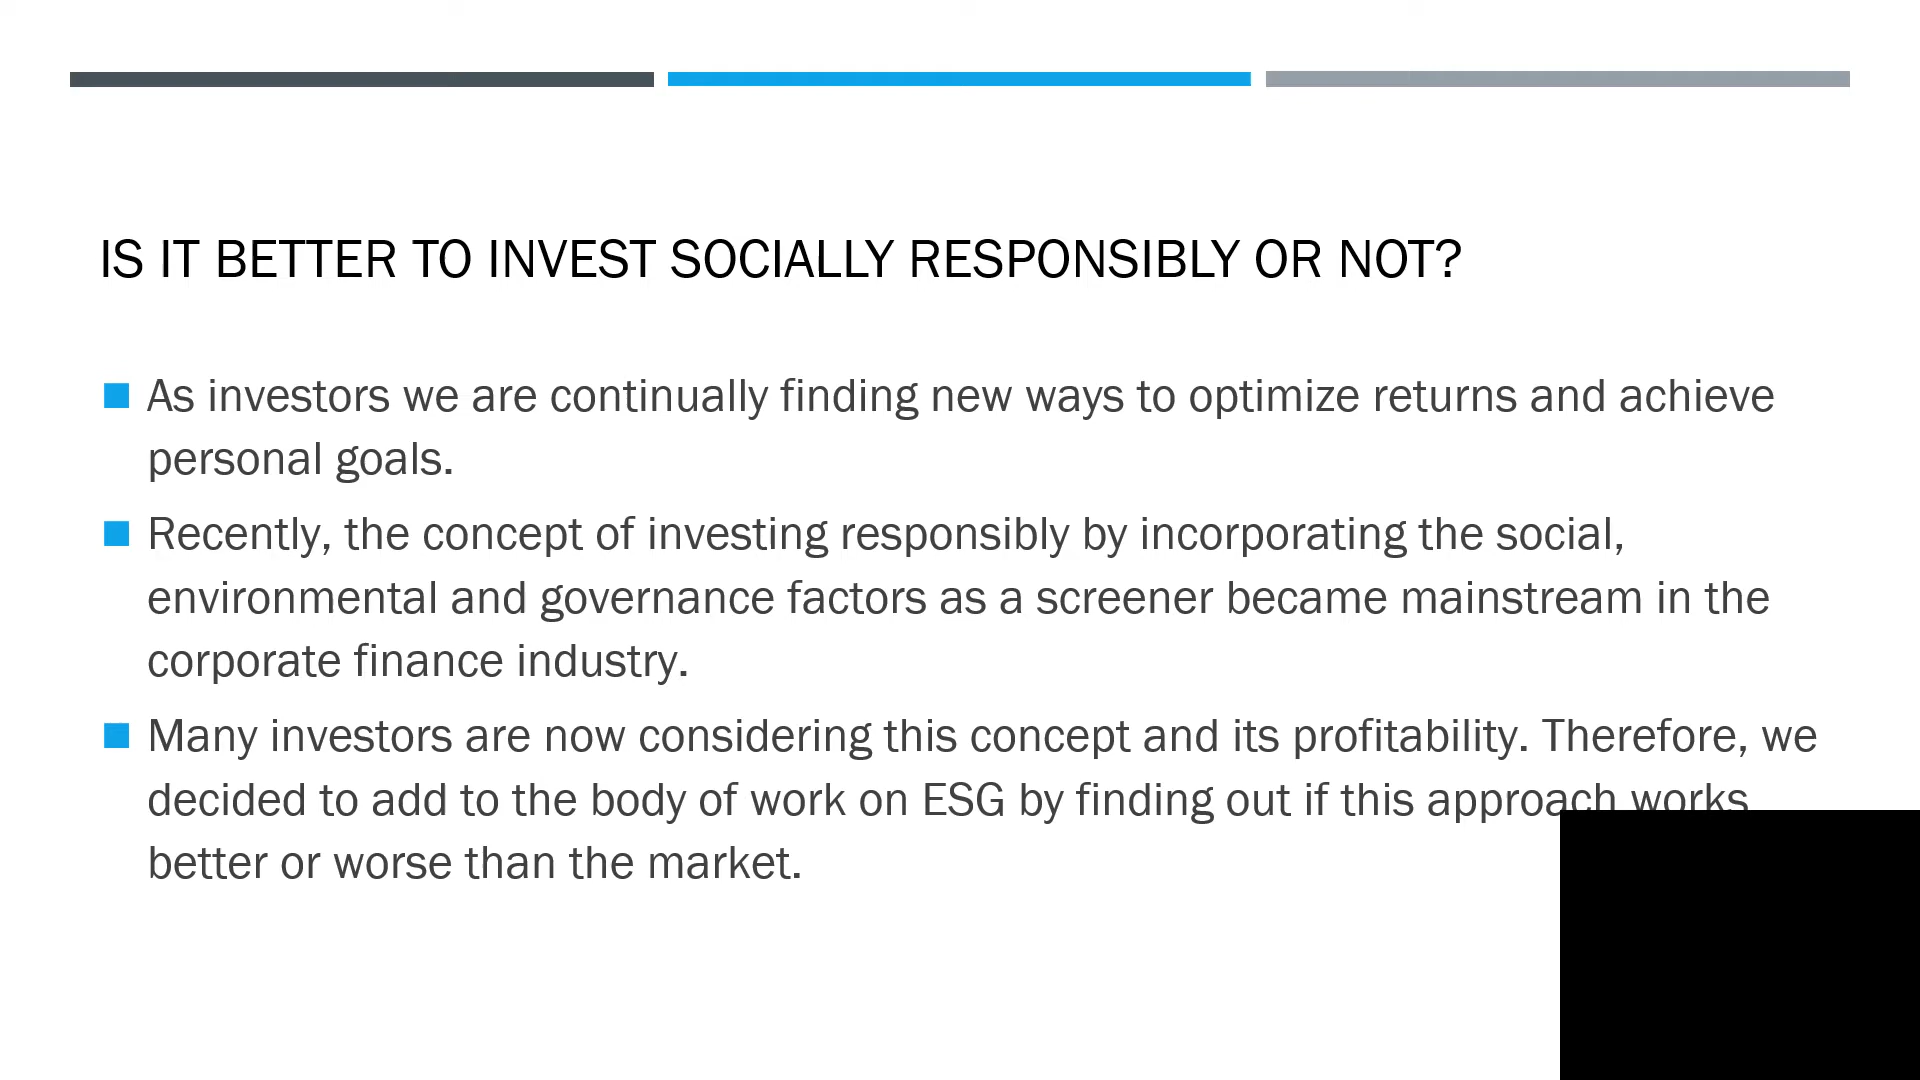 IS IT BETTER TO INVEST SOCIALLY RESPONSIBLY OR NOT?
As investors we are continually finding new ways to optimize returns and achieve
personal goals.
Recently, the concept of investing responsibly by incorporating the social,
environmental and governance factors as a screener became mainstream in the
corporate finance industry.
Many investors are now considering this concept and its profitability. Therefore, we
decided to add to the body of work on ESG by finding out if this approach works
better or worse than the market.